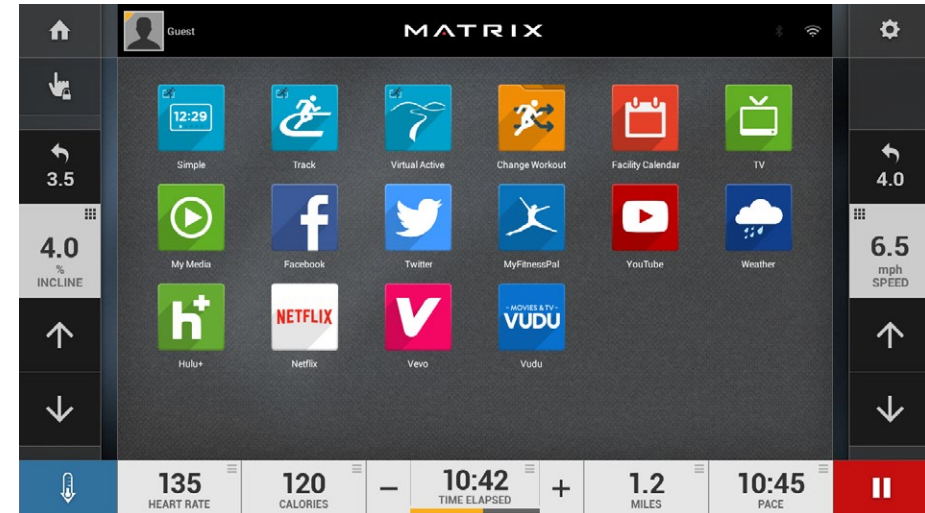 Guest
MATRIX
3.5
4.0
%
INCLINE
12:29
Simple
Track
Virtual Active
Change Workout
Facility Calendar
TV
My Media
Facebook
Twitter
MyFitnessPal
YouTube
Weather
h+
Hulu+
NETFLIX
Netflix
Vevo
- MOVIES & TV -
VUDU
Vudu
4.0
6.5
mph
SPEED
135
HEART RATE
120
CALORIES
−
10:42
TIME ELAPSED
+
1.2
MILES
10:45
PACE